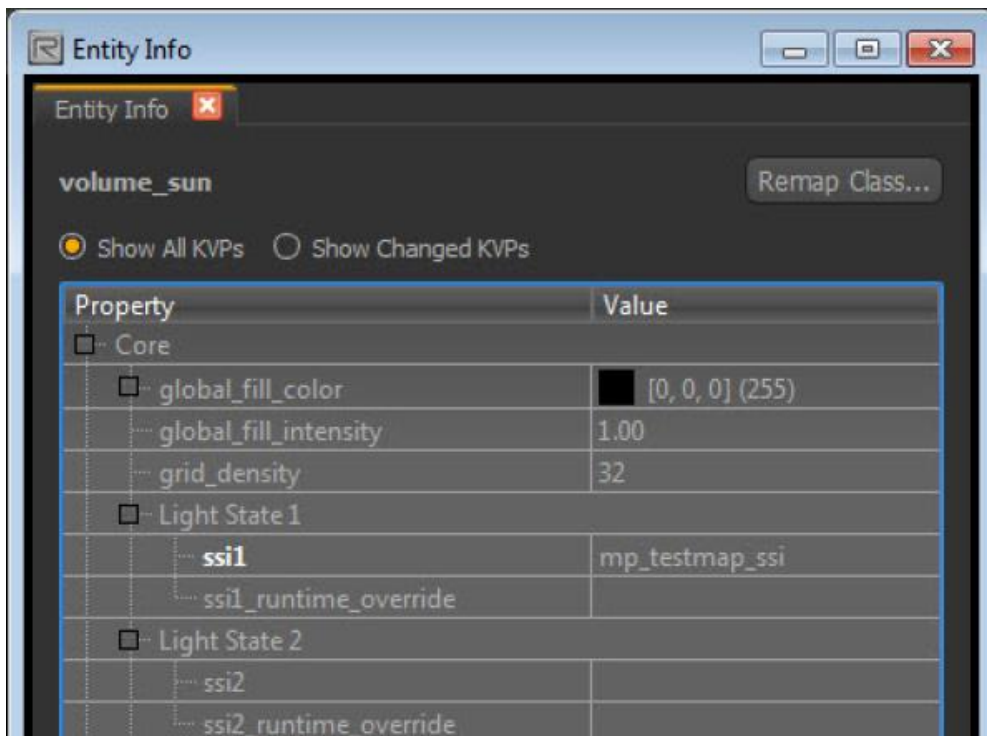 Entity Info
Entity Info
volume_sun Remap Class...
Show All KVPs Show Changed KVPs
Property Value
Core
global_fill_color [0, 0, 0] (255)
global_fill_intensity 1.00
grid_density 32
Light State 1
ssi1 mp_testmap_ssi
ssi1_runtime_override
Light State 2
ssi2
ssi2_runtime_override